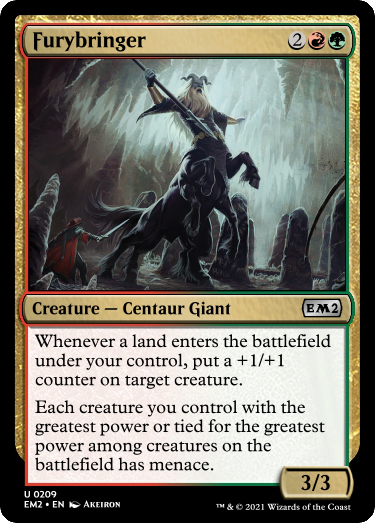 Furybringer 2
Creature — Centaur Giant EM2
Whenever a land enters the battlefield
under your control, put a +1/+1
counter on target creature.
Each creature you control with the
greatest power or tied for the greatest
power among creatures on the
battlefield has menace.
3/3
U 0209
EM2 • EN Akeiron ™ & © 2021 Wizards of the Coast